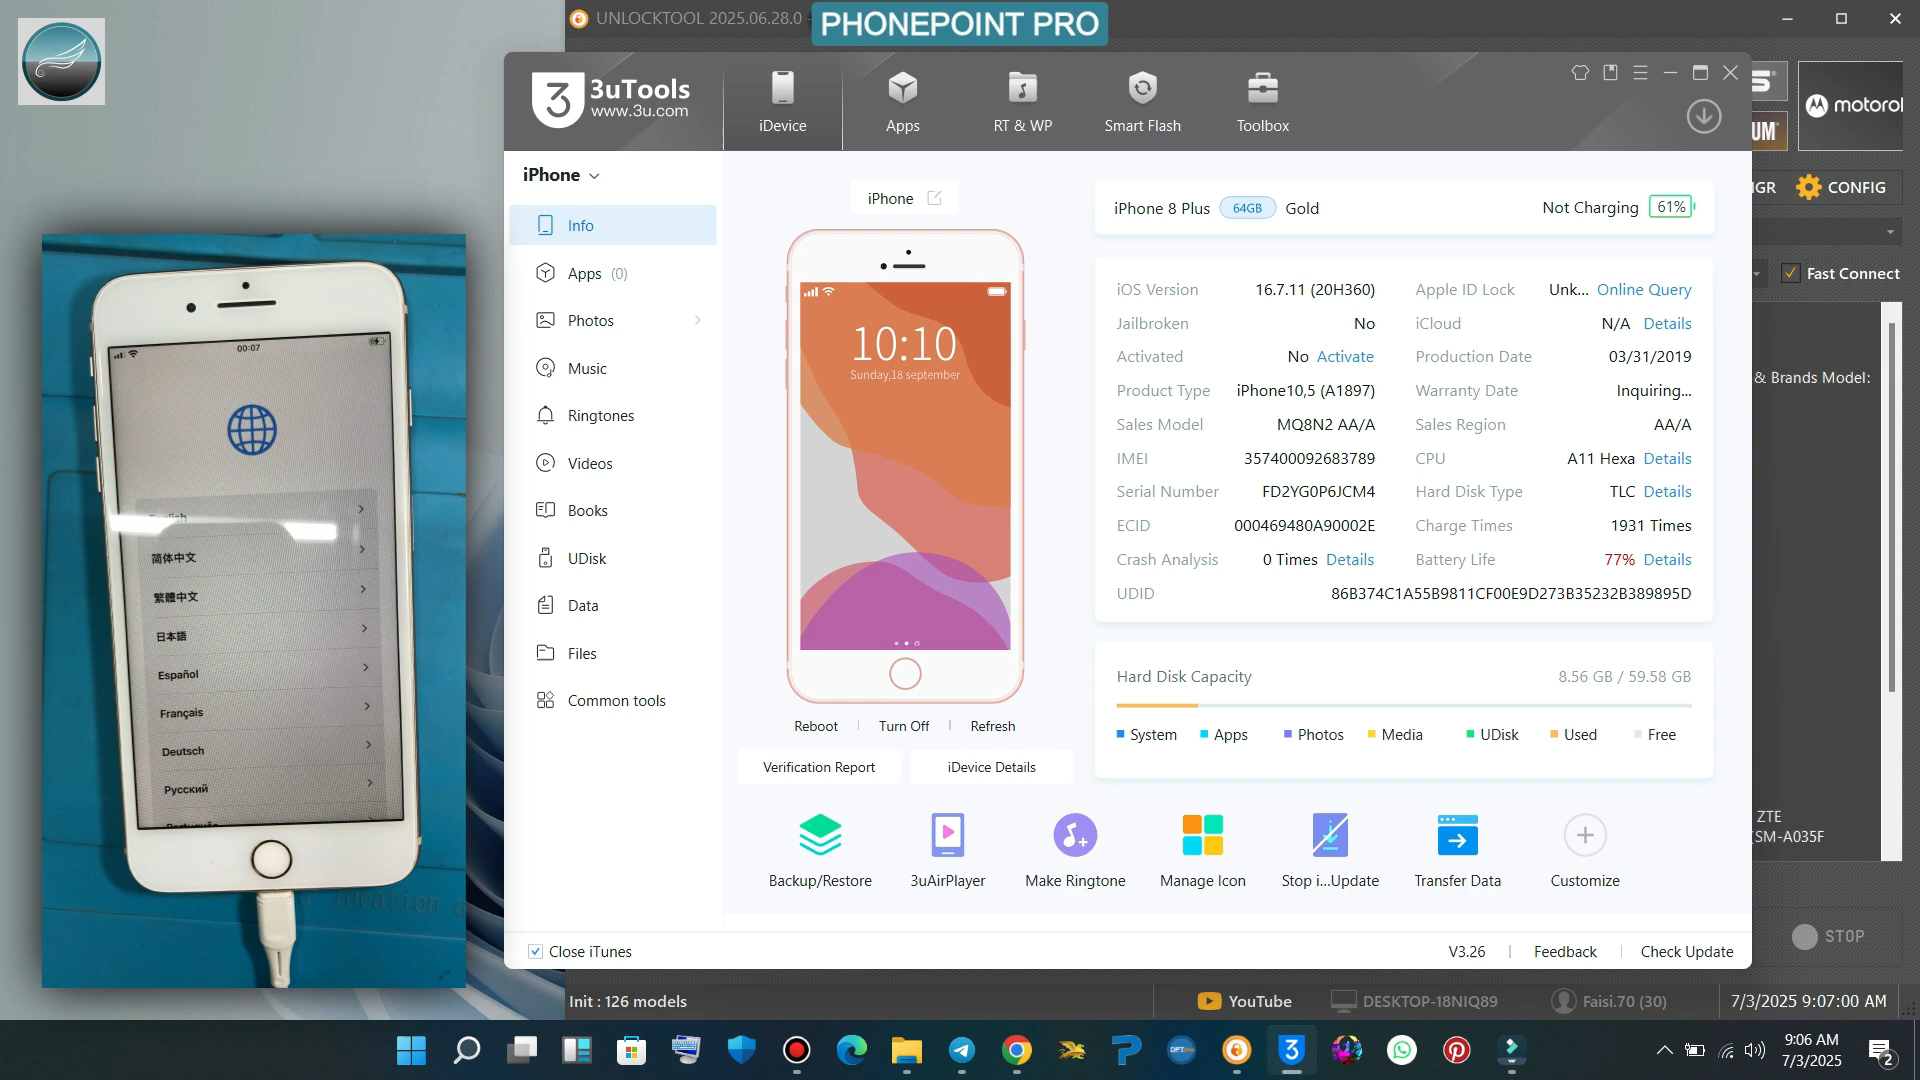 UNLOCKTOOL 2025.06.28.0
PHONEPOINT PRO
3uTools
www.3u.com
iDevice
Apps
RT & WP
Smart Flash
Toolbox
motorol
UM
GR
CONFIG
Fast Connect
& Brands Model:
ZTE
SM-A035F
STOP
iPhone
Info
Apps (0)
Photos
Music
Ringtones
Videos
Books
UDisk
Data
Files
Common tools
iPhone
10:10
Sunday,18 september
Reboot
Turn Off
Refresh
Verification Report
iDevice Details
iPhone 8 Plus 64GB Gold
Not Charging 61%
iOS Version 16.7.11 (20H360) Apple ID Lock Unk... Online Query
Jailbroken No iCloud N/A Details
Activated No Activate Production Date 03/31/2019
Product Type iPhone10,5 (A1897) Warranty Date Inquiring...
Sales Model MQ8N2 AA/A Sales Region AA/A
IMEI 357400092683789 CPU A11 Hexa Details
Serial Number FD2YG0P6JCM4 Hard Disk Type TLC Details
ECID 000469480A90002E Charge Times 1931 Times
Crash Analysis 0 Times Details Battery Life 77% Details
UDID 86B374C1A55B9811CF00E9D273B35232B389895D
Hard Disk Capacity 8.56 GB / 59.58 GB
System Apps Photos Media UDisk Used Free
Backup/Restore
3uAirPlayer
Make Ringtone
Manage Icon
Stop i...Update
Transfer Data
Customize
Close iTunes
V3.26
Feedback
Check Update
00:07
English
简体中文
繁體中文
日本語
Español
Français
Deutsch
Русский
Português
location
Init : 126 models
YouTube
DESKTOP-18NIQ89
Faisi.70 (30)
7/3/2025 9:07:00 AM
9:06 AM
7/3/2025
2